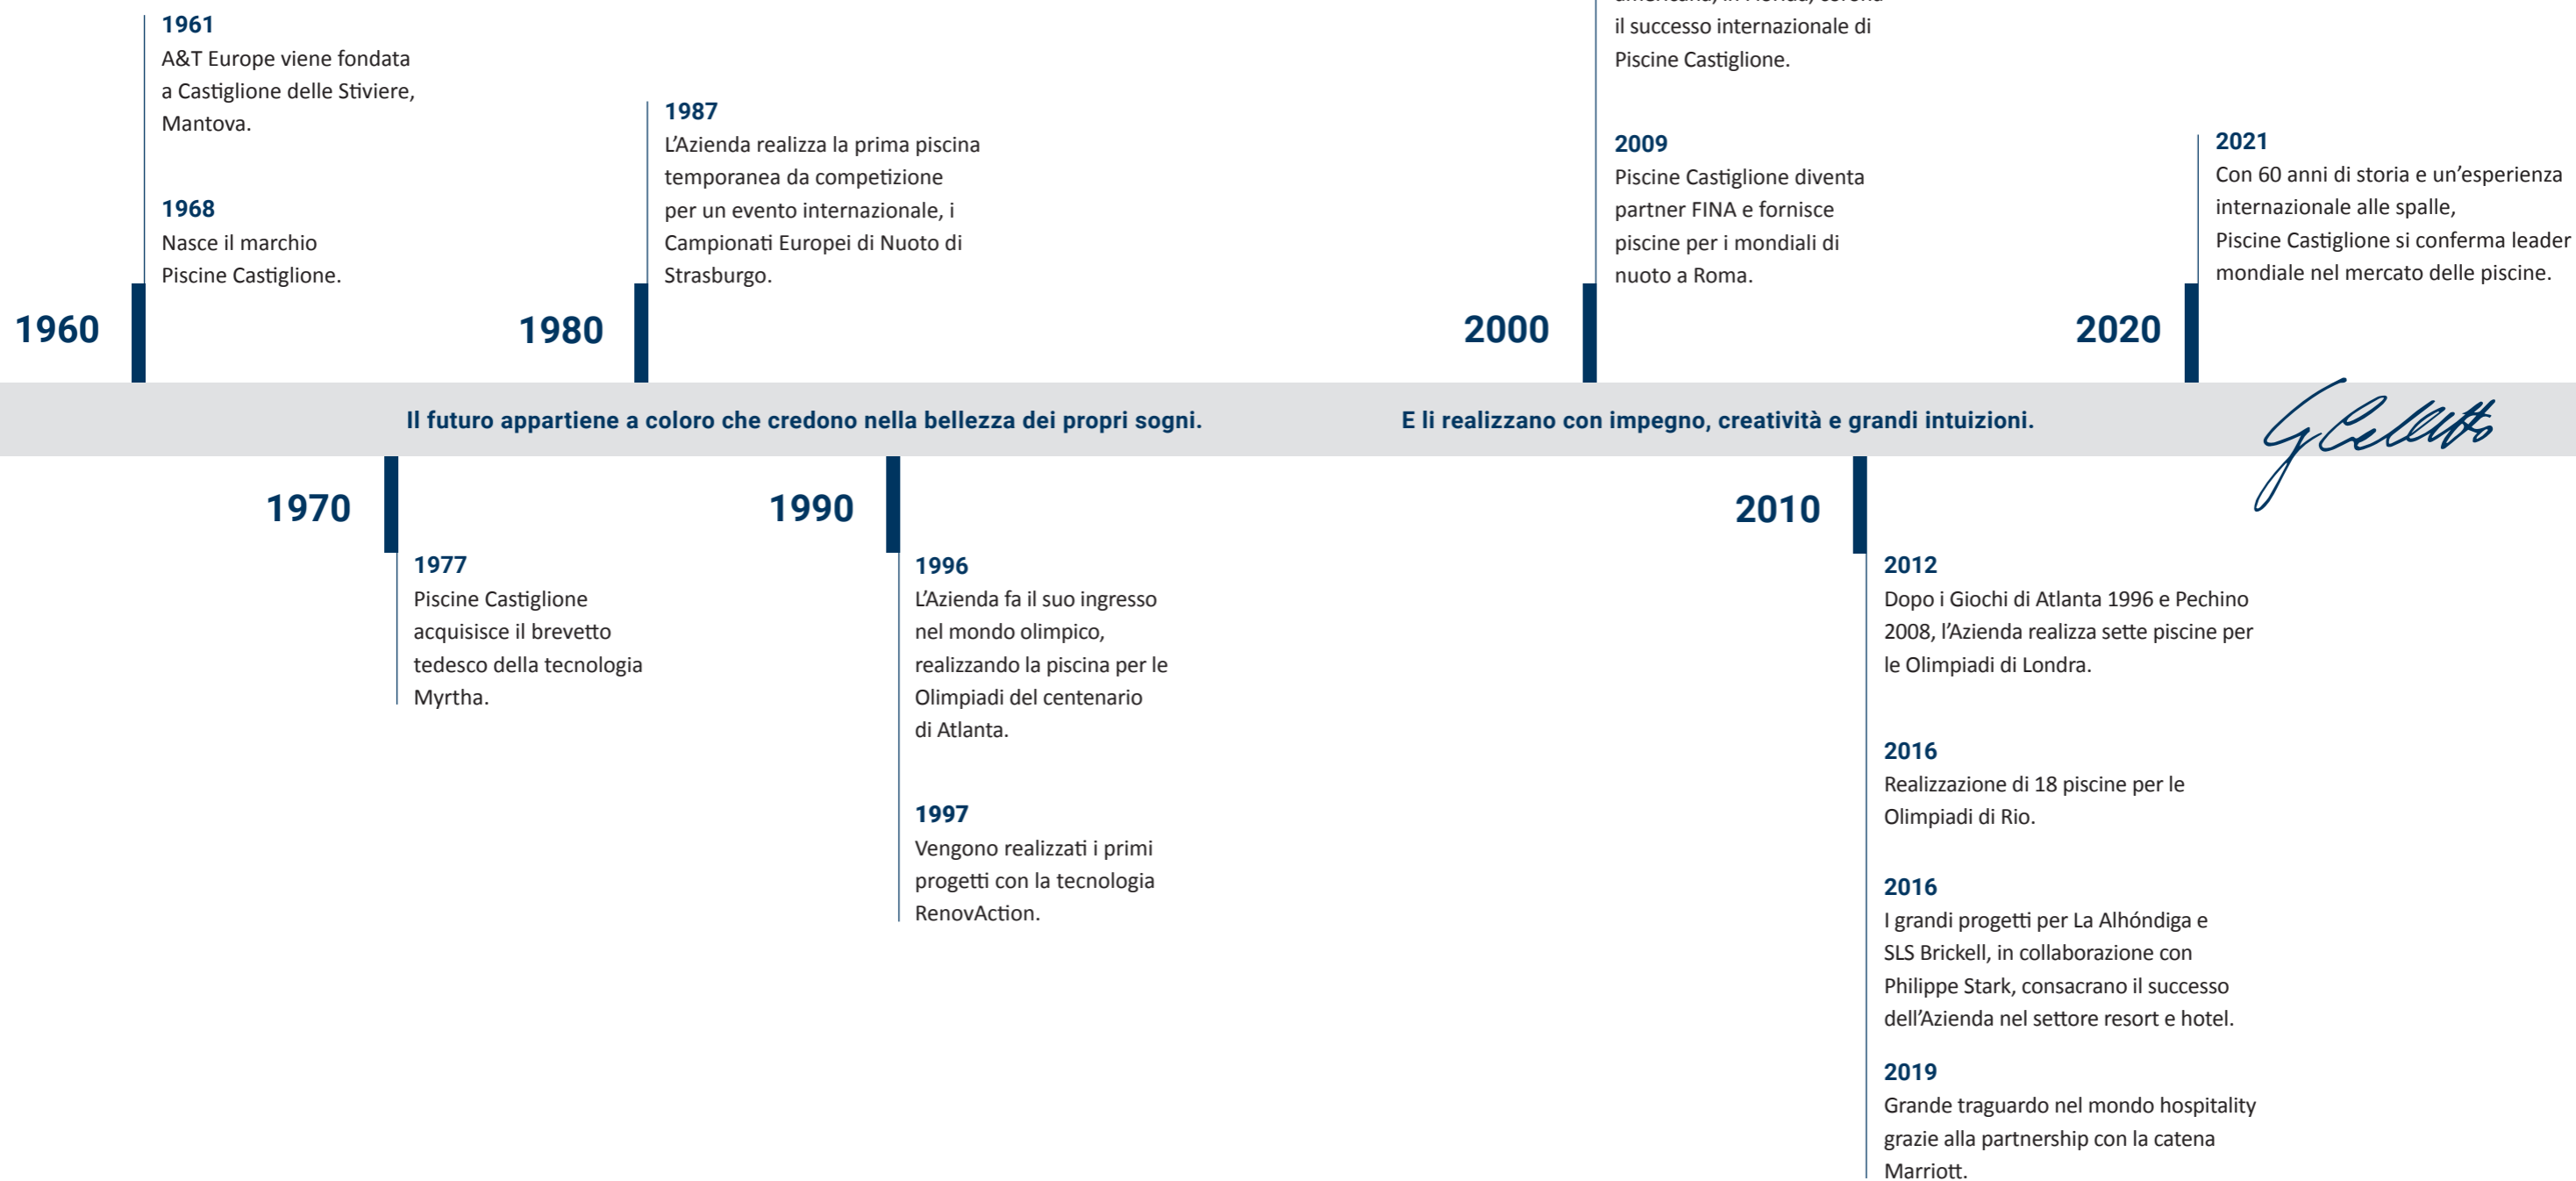 1961
A&T Europe viene fondata
a Castiglione delle Stiviere,
Mantova.
1968
Nasce il marchio
Piscine Castiglione.
1960
1987
L’Azienda realizza la prima piscina
temporanea da competizione
per un evento internazionale, i
Campionati Europei di Nuoto di
Strasburgo.
1980
il successo internazionale di
Piscine Castiglione.
2009
Piscine Castiglione diventa
partner FINA e fornisce
piscine per i mondiali di
nuoto a Roma.
2000
2021
Con 60 anni di storia e un’esperienza
internazionale alle spalle,
Piscine Castiglione si conferma leader
mondiale nel mercato delle piscine.
2020
Il futuro appartiene a coloro che credono nella bellezza dei propri sogni.
E li realizzano con impegno, creatività e grandi intuizioni.
1970
1977
Piscine Castiglione
acquisisce il brevetto
tedesco della tecnologia
Myrtha.
1990
1996
L’Azienda fa il suo ingresso
nel mondo olimpico,
realizzando la piscina per le
Olimpiadi del centenario
di Atlanta.
1997
Vengono realizzati i primi
progetti con la tecnologia
RenovAction.
2010
2012
Dopo i Giochi di Atlanta 1996 e Pechino
2008, l’Azienda realizza sette piscine per
le Olimpiadi di Londra.
2016
Realizzazione di 18 piscine per le
Olimpiadi di Rio.
2016
I grandi progetti per La Alhóndiga e
SLS Brickell, in collaborazione con
Philippe Stark, consacrano il successo
dell’Azienda nel settore resort e hotel.
2019
Grande traguardo nel mondo hospitality
grazie alla partnership con la catena
Marriott.